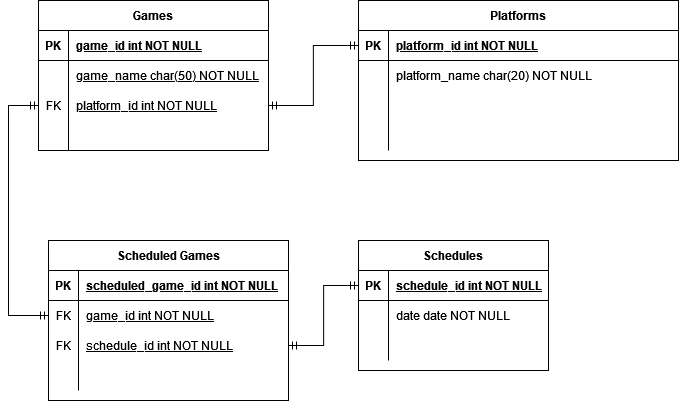 Games
PK game_id int NOT NULL
game_name char(50) NOT NULL
FK platform_id int NOT NULL
Platforms
PK platform_id int NOT NULL
platform_name char(20) NOT NULL
Scheduled Games
PK scheduled_game_id int NOT NULL
FK game_id int NOT NULL
FK schedule_id int NOT NULL
Schedules
PK schedule_id int NOT NULL
date date NOT NULL